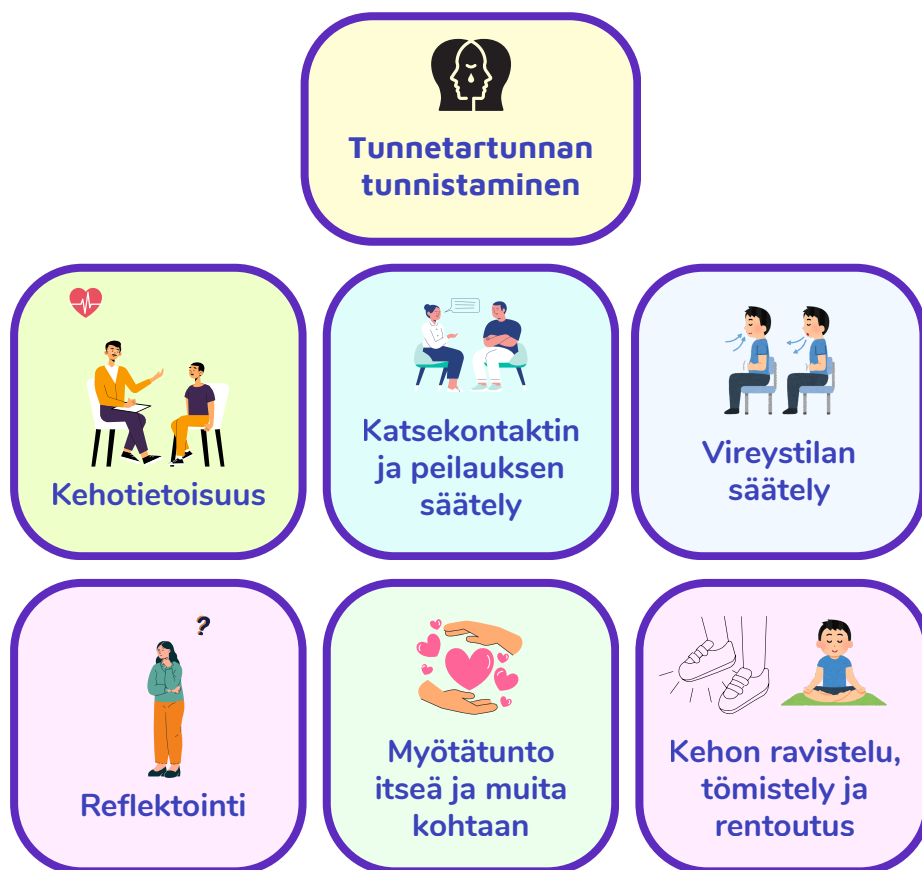 Tunnetartunnan
tunnistaminen
Kehotietoisuus
Katsekontaktin
ja peilauksen
säätely
Vireystilan
säätely
?
Reflektointi
Myötätunto
itseä ja muita
kohtaan
Kehon ravistelu,
tömistely ja
rentoutus